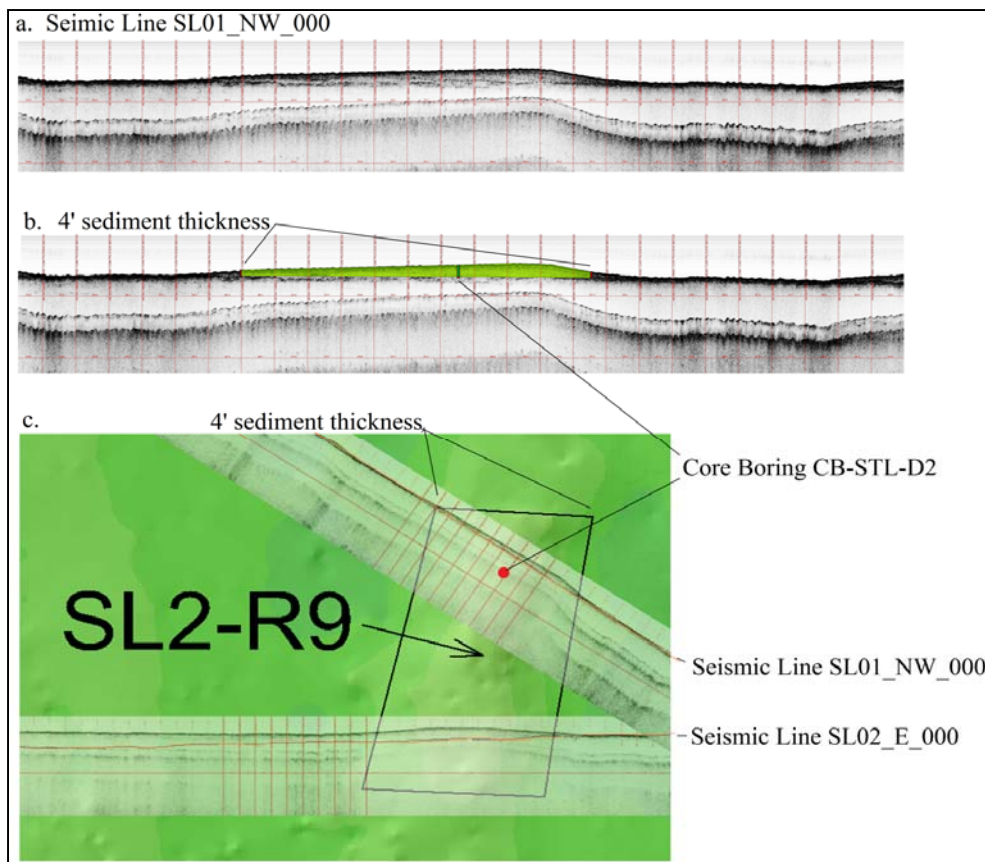 a. Seimic Line SL01_NW_000
b. 4' sediment thickness
c. 4' sediment thickness
Core Boring CB-STL-D2
SL2-R9
Seismic Line SL01_NW_000
Seismic Line SL02_E_000